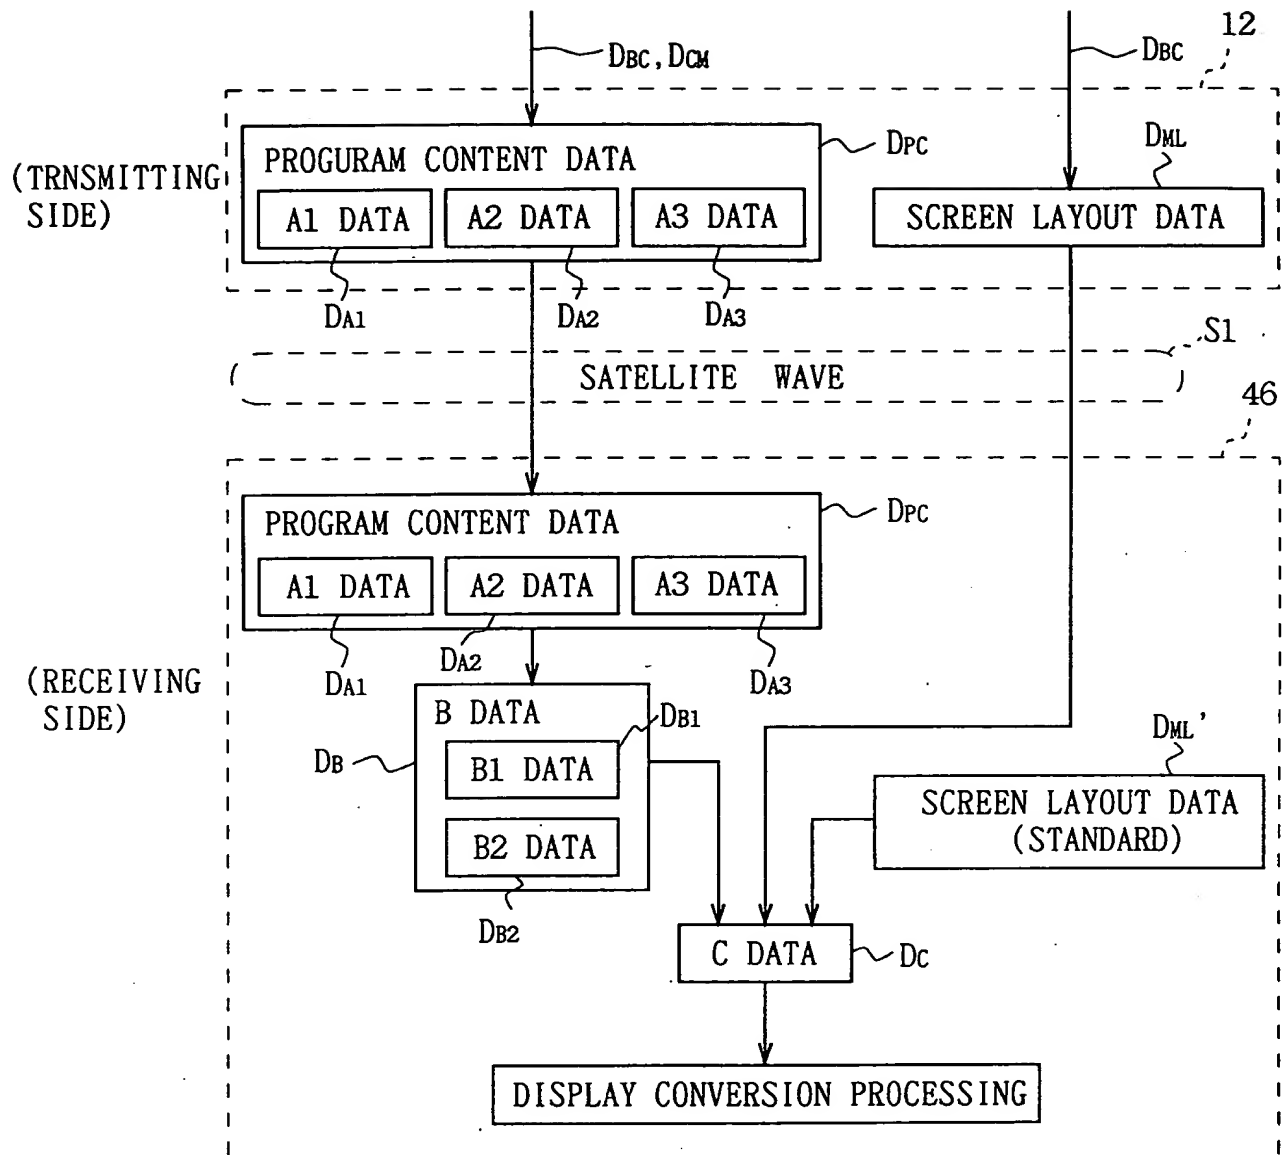 12
DBC, DCM
DBC
(TRNSMITTING
SIDE)
PROGURAM CONTENT DATA
DPC
DML
A1 DATA
A2 DATA
A3 DATA
SCREEN LAYOUT DATA
DA1
DA2
DA3
S1
SATELLITE WAVE
46
PROGRAM CONTENT DATA
DPC
A1 DATA
A2 DATA
A3 DATA
DA1
DA2
DA3
(RECEIVING
SIDE)
B DATA
DB1
DML'
DB
B1 DATA
SCREEN LAYOUT DATA
(STANDARD)
B2 DATA
DB2
C DATA
DC
DISPLAY CONVERSION PROCESSING